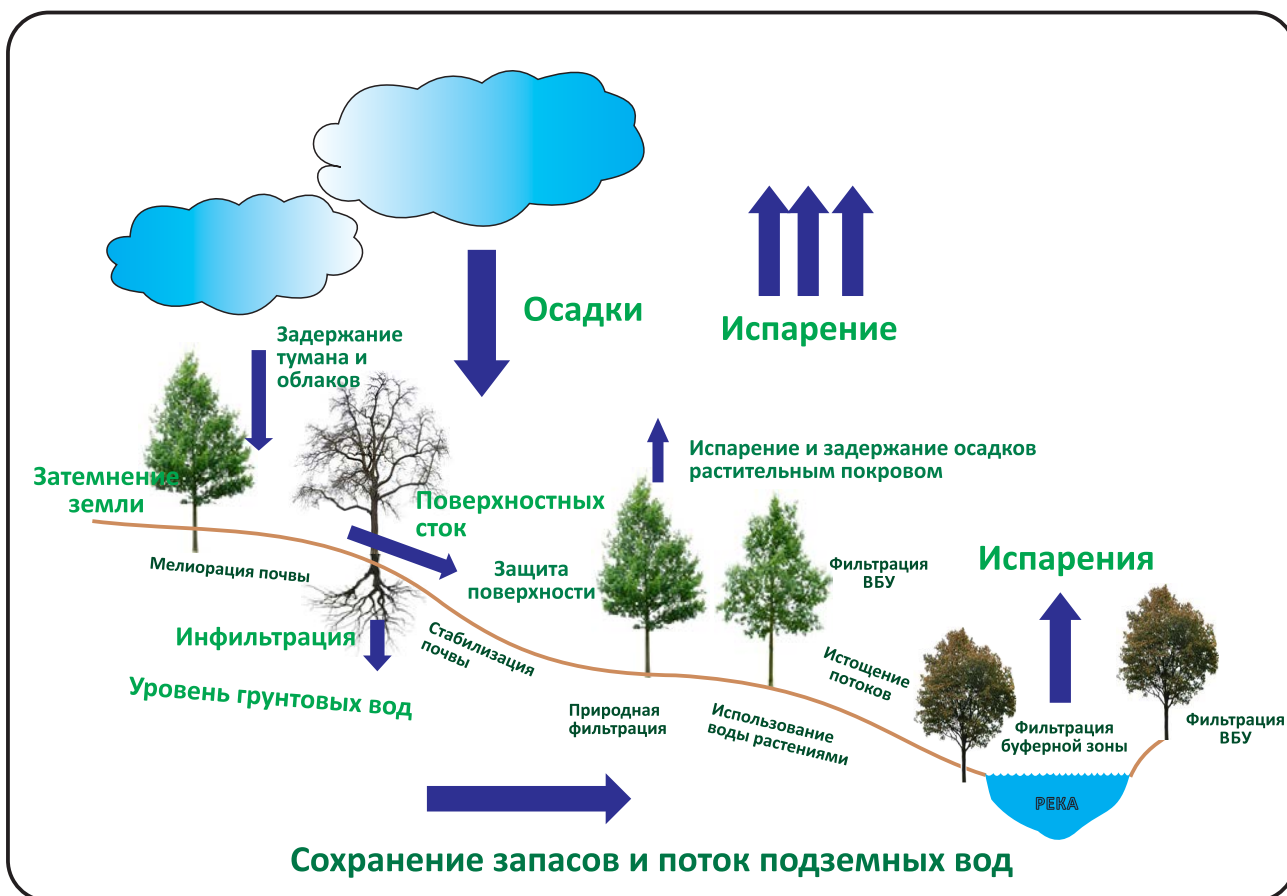 Осадки
Испарение
Задержание
тумана и
облаков
Испарение и задержание осадков
растительным покровом
Затемнение
земли
Поверхностных
сток
Мелиорация почвы
Защита
поверхности
Фильтрация
ВБУ
Испарения
Инфильтрация
Стабилизация
почвы
Уровень грунтовых вод
Истощение
потоков
Природная
фильтрация
Использование
воды растениями
Фильтрация
буферной зоны
Фильтрация
ВБУ
РЕКА
Сохранение запасов и поток подземных вод